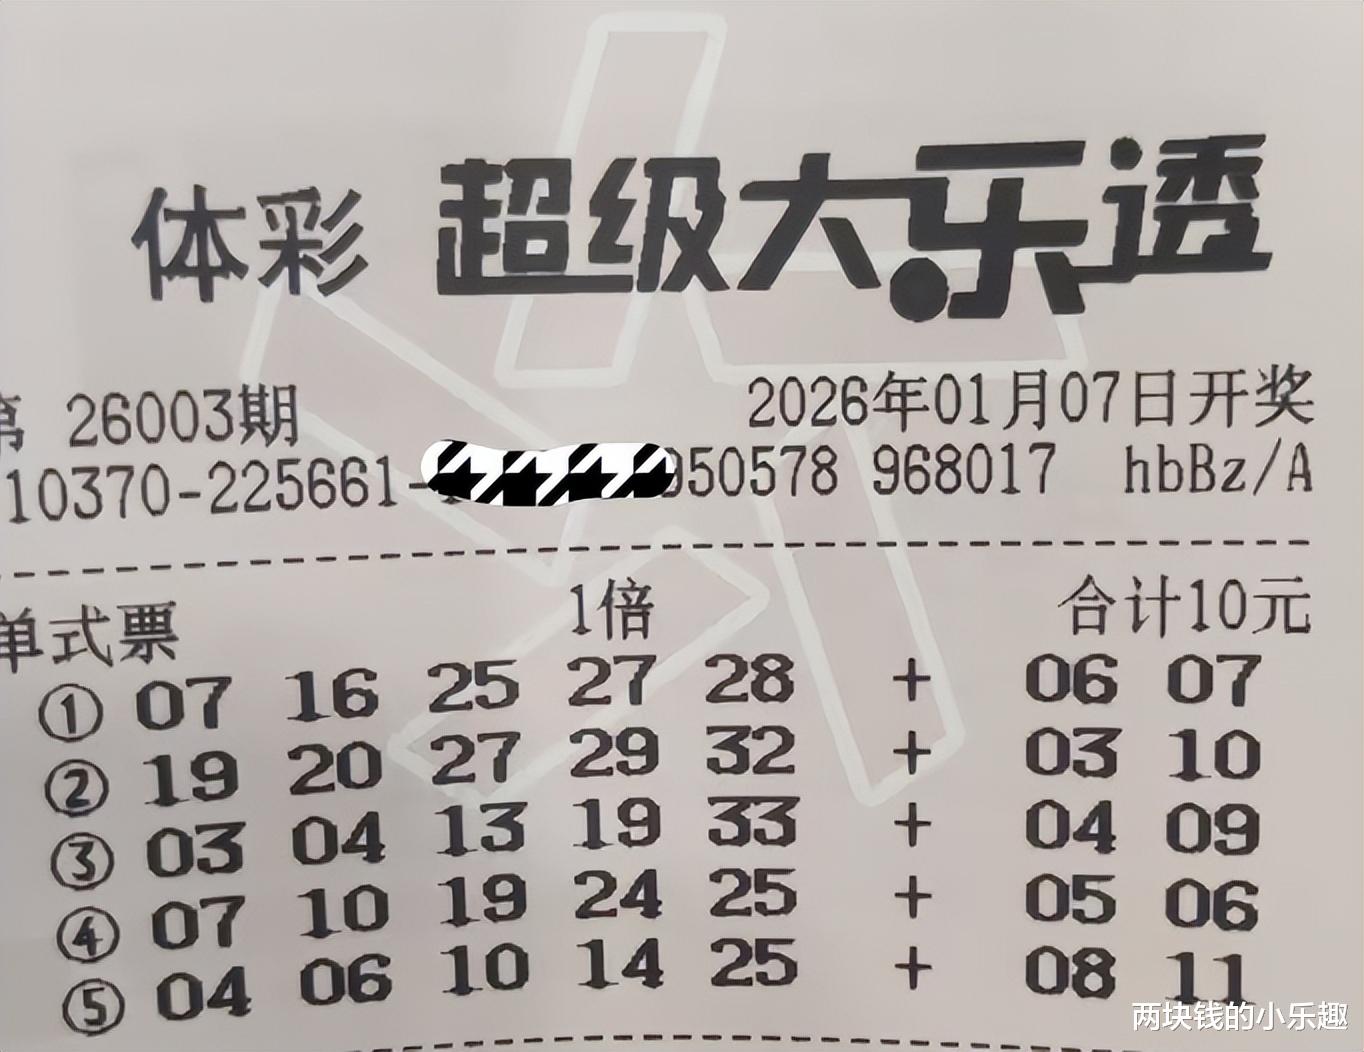 体彩 超级大乐透
第 26003期 2026年01月07日开奖
10370-225661- 950578 968017 hbBz/A
单式票 1倍 合计10元
① 07 16 25 27 28 + 06 07
② 19 20 27 29 32 + 03 10
③ 03 04 13 19 33 + 04 09
④ 07 10 19 24 25 + 05 06
⑤ 04 06 10 14 25 + 08 11
两块钱的小乐趣